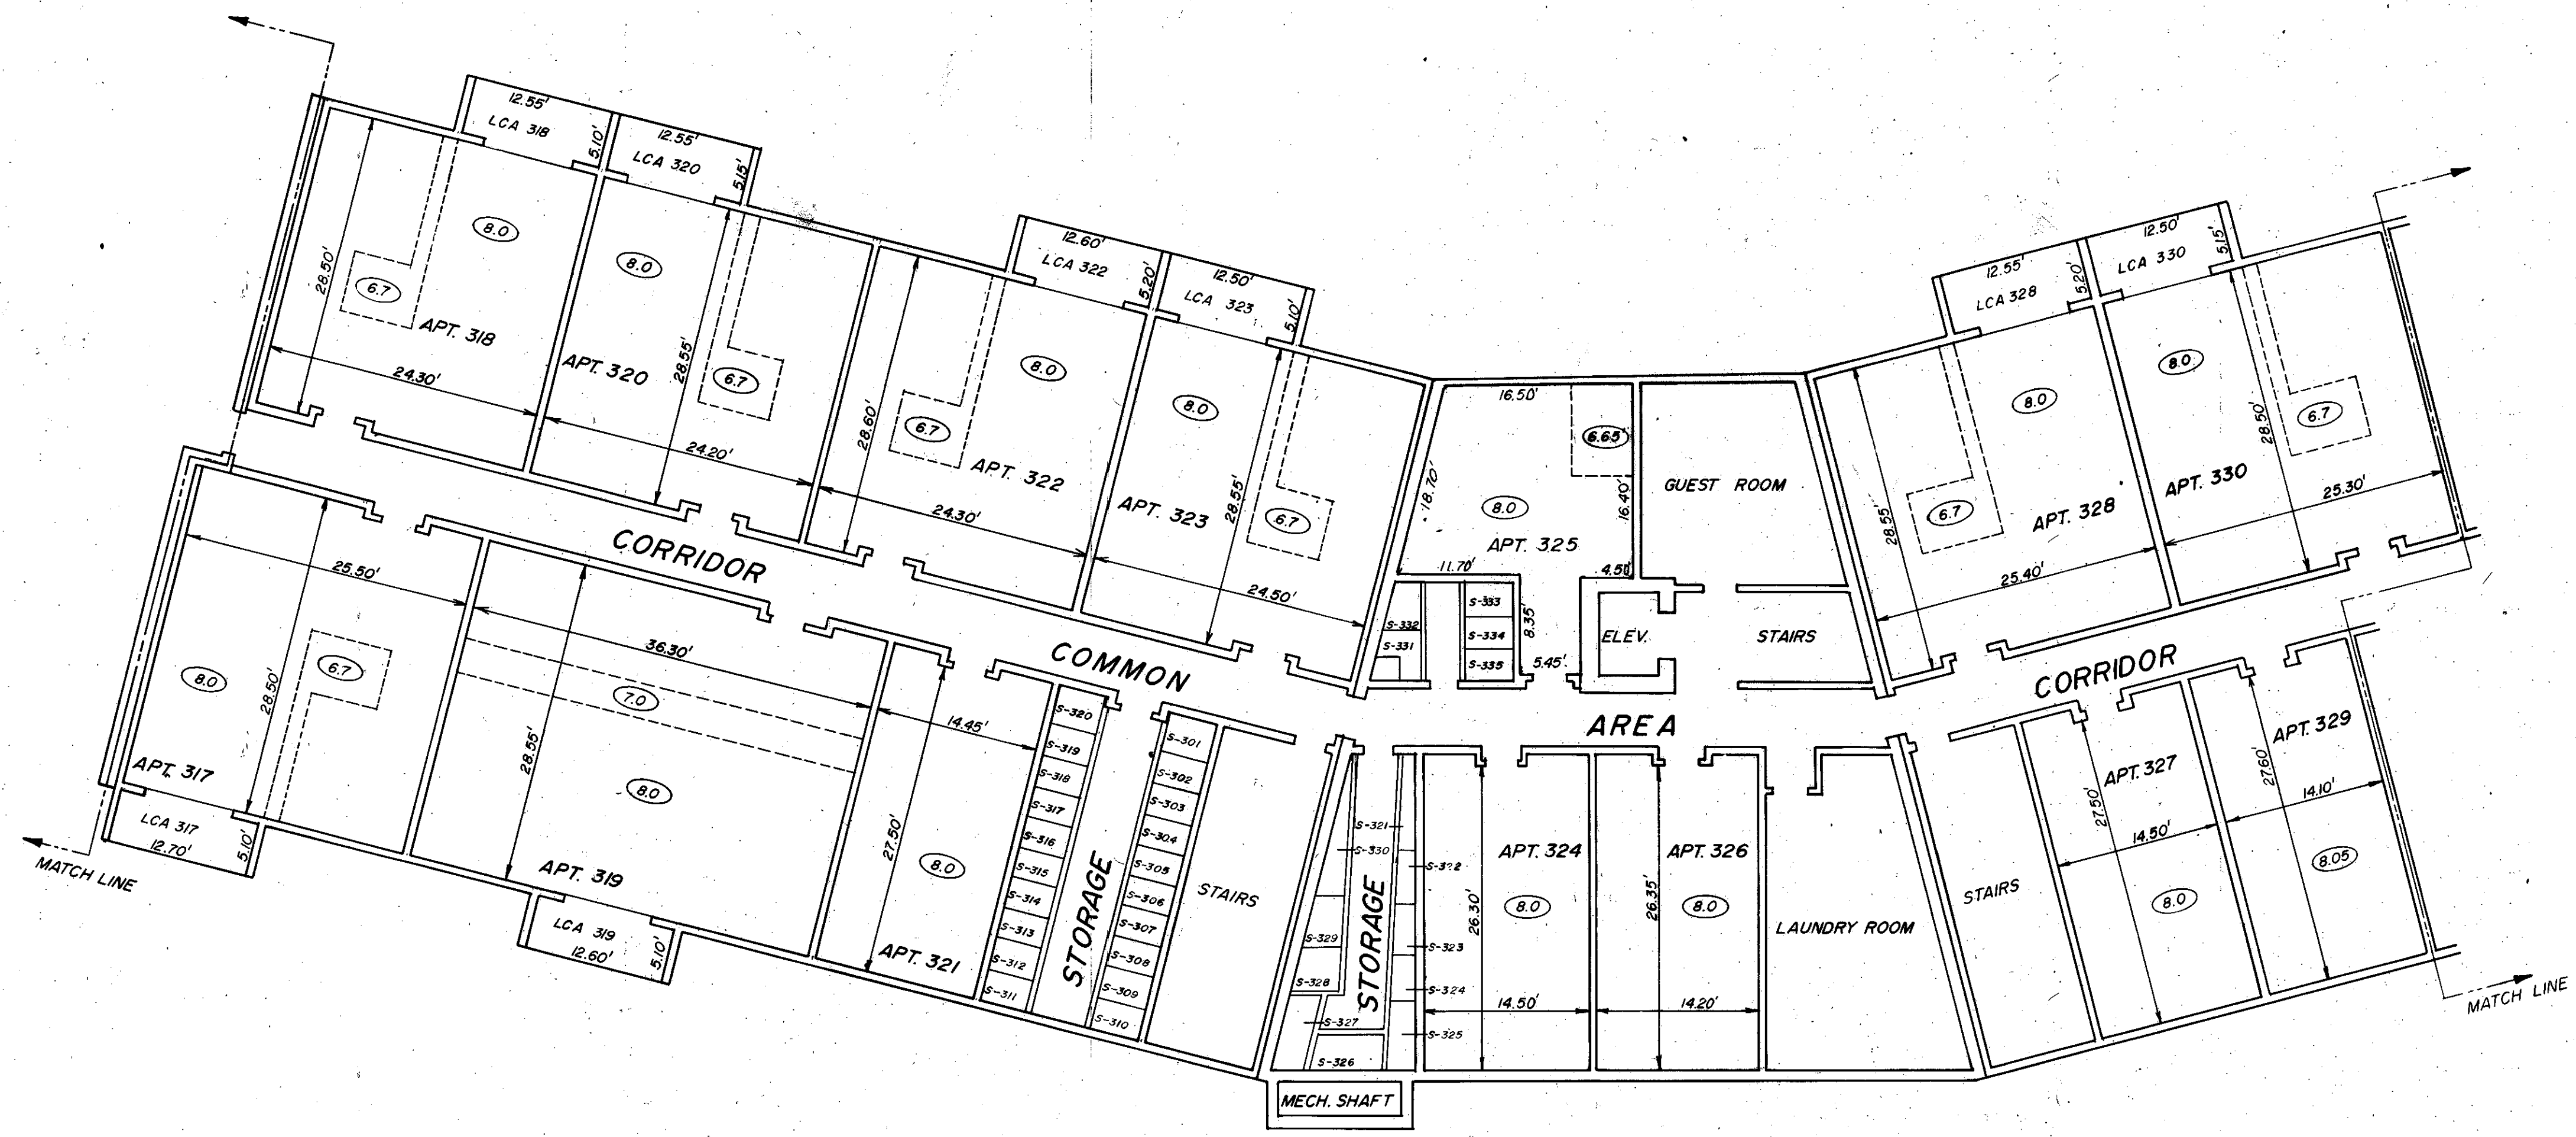 12.55'
LCA 318
5.10'
12.55'
LCA 320
5.15'
12.60'
LCA 322
5.20'
12.50'
LCA 323
5.10'
12.55'
LCA 328
5.20'
12.50'
LCA 330
5.15'
8.0
28.50'
6.7
APT. 318
24.30'
8.0
APT. 320
28.55'
6.7
24.20'
8.0
28.60'
6.7
APT. 322
24.30'
8.0
APT. 323
28.55'
6.7
24.50'
16.50'
6.65'
18.70'
16.40'
8.0
APT. 325
11.70'
4.50'
8.35'
5.45'
GUEST ROOM
8.0
28.55'
6.7
APT. 328
25.40'
8.0
APT. 330
28.50'
6.7
25.30'
S-332
S-331
S-333
S-334
S-335
ELEV.
STAIRS
CORRIDOR
COMMON
AREA
CORRIDOR
25.50'
8.0
6.7
28.50'
APT. 317
LCA 317
12.70'
5.10'
MATCH LINE
36.30'
7.0
28.55'
8.0
APT. 319
LCA 319
12.60'
5.10'
14.45'
27.50'
8.0
APT. 321
S-320
S-319
S-318
S-317
S-316
S-315
S-314
S-313
S-312
S-311
STORAGE
S-301
S-302
S-303
S-304
S-305
S-306
S-307
S-308
S-309
S-310
STAIRS
S-321
S-330
S-322
S-329
S-323
S-328
S-324
S-327
S-325
S-326
STORAGE
MECH. SHAFT
APT. 324
8.0
26.30'
14.50'
APT. 326
8.0
26.35'
14.20'
LAUNDRY ROOM
STAIRS
APT. 327
27.50'
14.50'
8.0
APT. 329
27.60'
14.10'
8.05
MATCH LINE